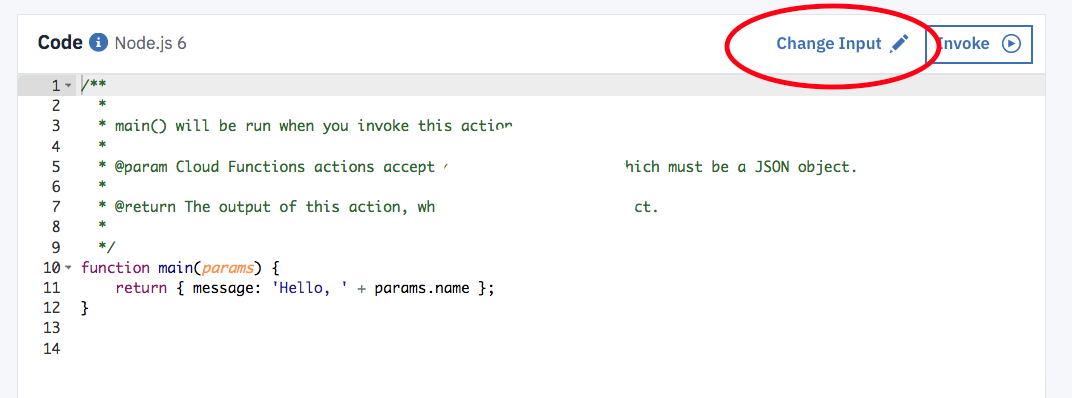 Code i Node.js 6
Change Input
Invoke
1 /**
2 *
3 * main() will be run when you invoke this action
4 *
5 * @param Cloud Functions actions accept hich must be a JSON object.
6 *
7 * @return The output of this action, wh ct.
8 *
9 */
10 function main(params) {
11 return { message: 'Hello, ' + params.name };
12 }
13
14